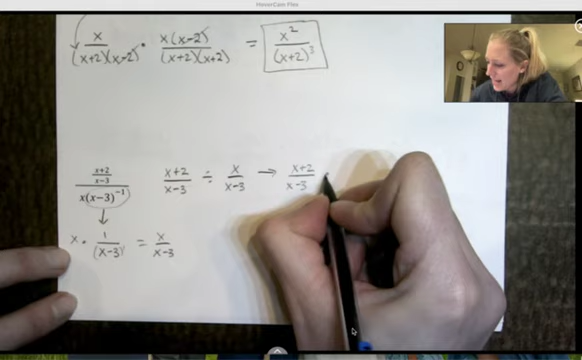 HoverCam Flex
x/((x+2)(x-2)) · x(x-2)/((x+2)(x+2)) = x²/(x+2)³
((x+2)/(x-3))/(x(x-3)⁻¹) (x+2)/(x-3) ÷ x/(x-3) → (x+2)/(x-3)
x · 1/(x-3) = x/(x-3)